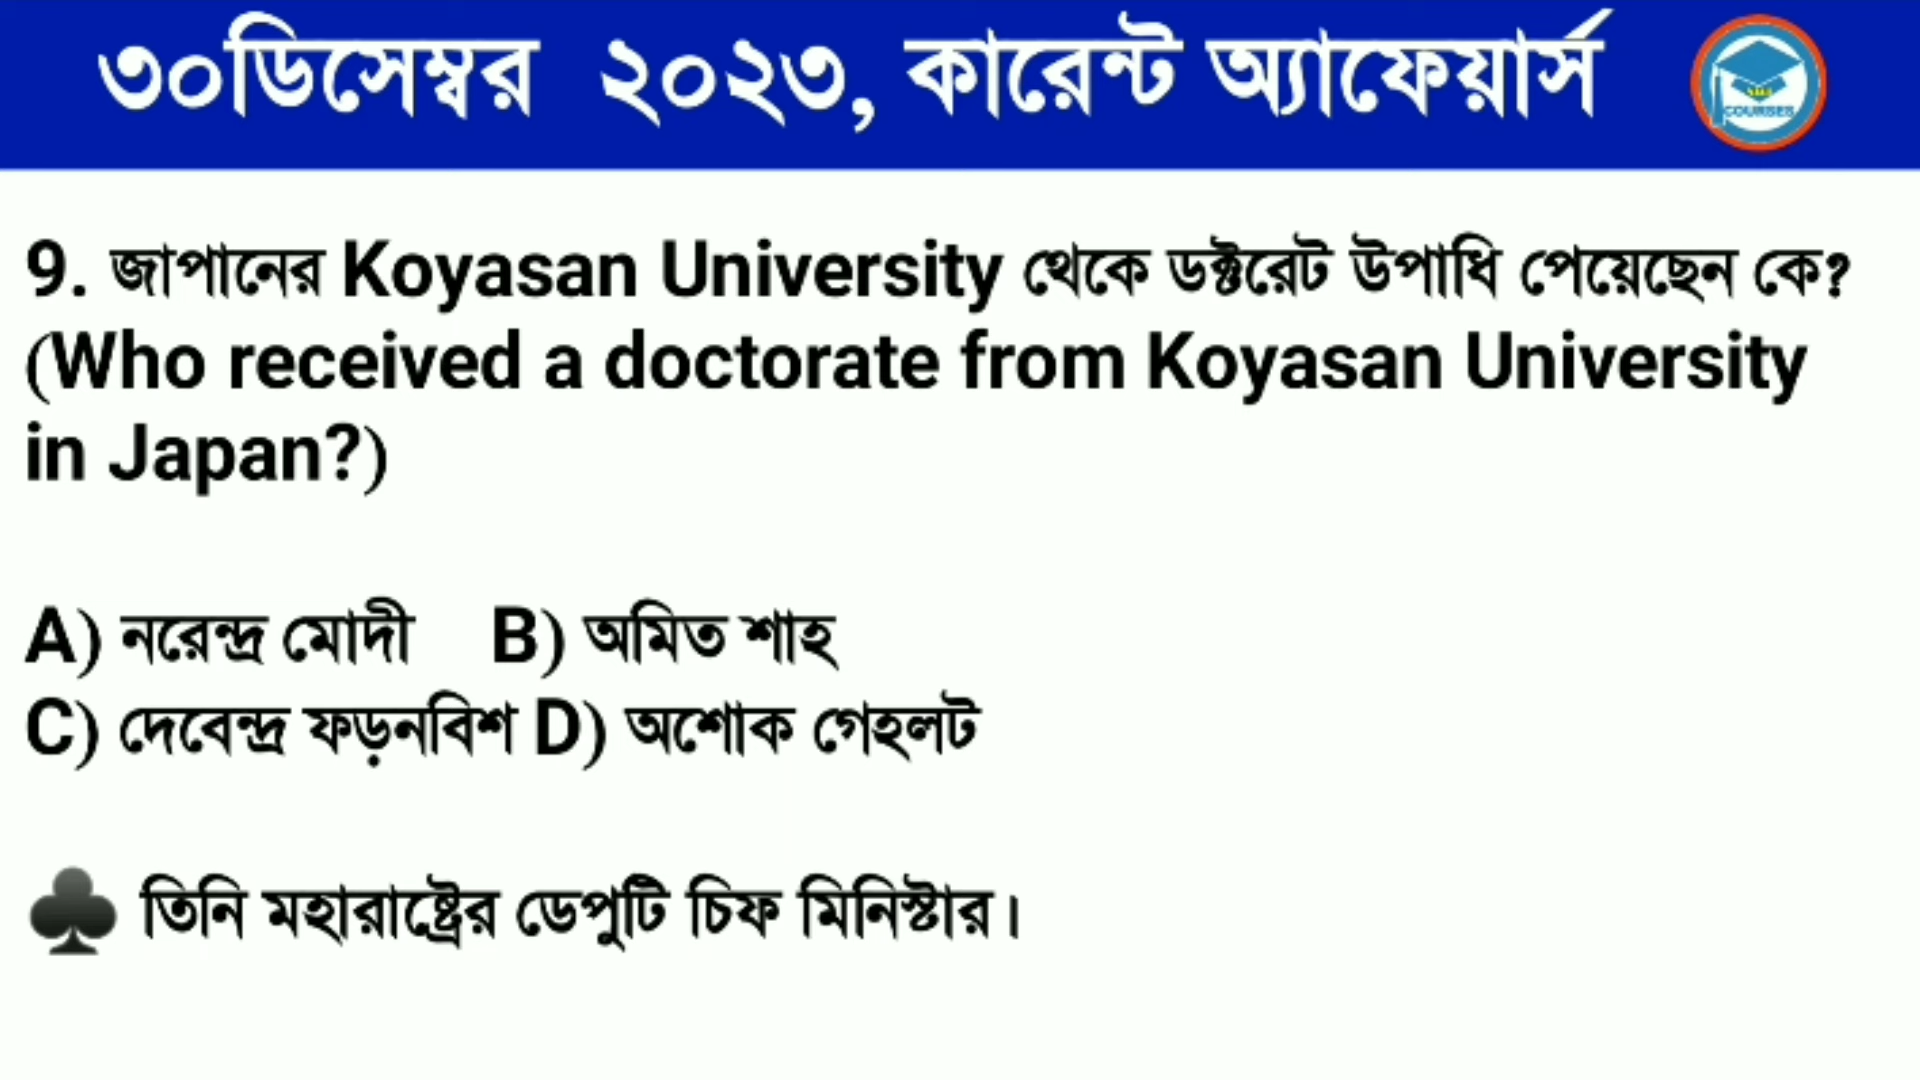 ৩০ডিসেম্বর ২০২৩, কারেন্ট অ্যাফেয়ার্স
COURSES
9. জাপানের Koyasan University থেকে ডক্টরেট উপাধি পেয়েছেন কে?
(Who received a doctorate from Koyasan University
in Japan?)
A) নরেন্দ্র মোদী B) অমিত শাহ
C) দেবেন্দ্র ফড়নবিশ D) অশোক গেহলট
♣ তিনি মহারাষ্ট্রের ডেপুটি চিফ মিনিস্টার।